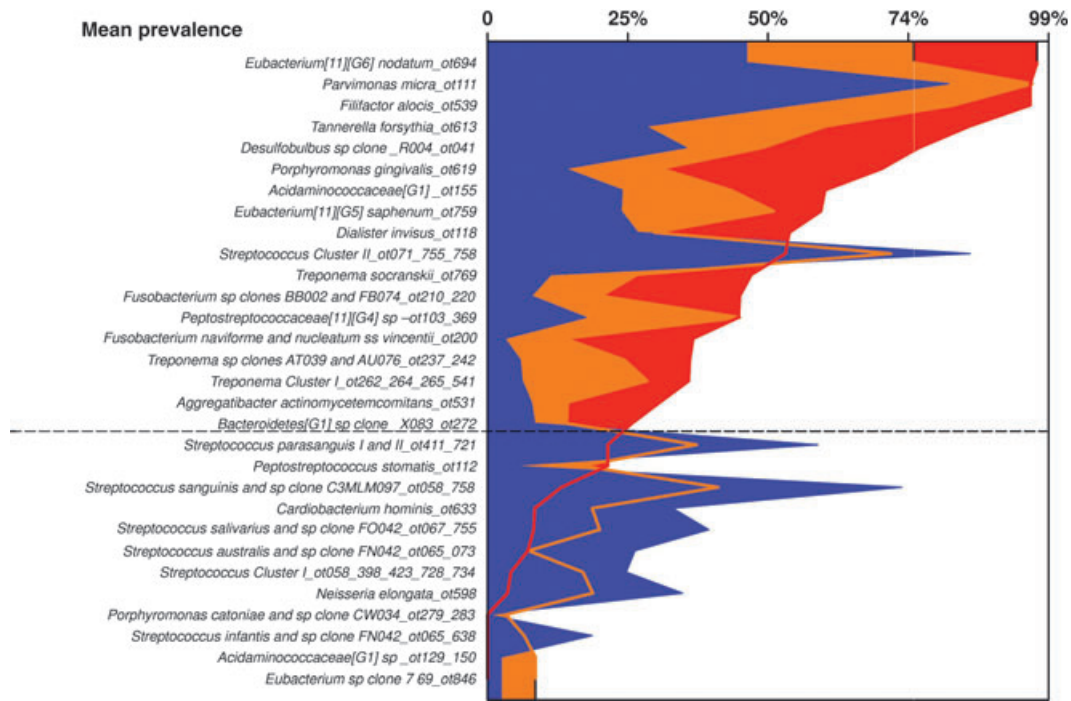 Mean prevalence
0 25% 50% 74% 99%
Eubacterium[11][G6] nodatum_ot694
Parvimonas micra_ot111
Filifactor alocis_ot539
Tannerella forsythia_ot613
Desulfobulbus sp clone _R004_ot041
Porphyromonas gingivalis_ot619
Acidaminococcaceae[G1] _ot155
Eubacterium[11][G5] saphenum_ot759
Dialister invisus_ot118
Streptococcus Cluster II_ot071_755_758
Treponema socranskii_ot769
Fusobacterium sp clones BB002 and FB074_ot210_220
Peptostreptococcaceae[11][G4] sp –ot103_369
Fusobacterium naviforme and nucleatum ss vincentii_ot200
Treponema sp clones AT039 and AU076_ot237_242
Treponema Cluster I_ot262_264_265_541
Aggregatibacter actinomycetemcomitans_ot531
Bacteroidetes[G1] sp clone _X083_ot272
Streptococcus parasanguis I and II_ot411_721
Peptostreptococcus stomatis_ot112
Streptococcus sanguinis and sp clone C3MLM097_ot058_758
Cardiobacterium hominis_ot633
Streptococcus salivarius and sp clone FO042_ot067_755
Streptococcus australis and sp clone FN042_ot065_073
Streptococcus Cluster I_ot058_398_423_728_734
Neisseria elongata_ot598
Porphyromonas catoniae and sp clone CW034_ot279_283
Streptococcus infantis and sp clone FN042_ot065_638
Acidaminococcaceae[G1] sp _ot129_150
Eubacterium sp clone 7 69_ot846